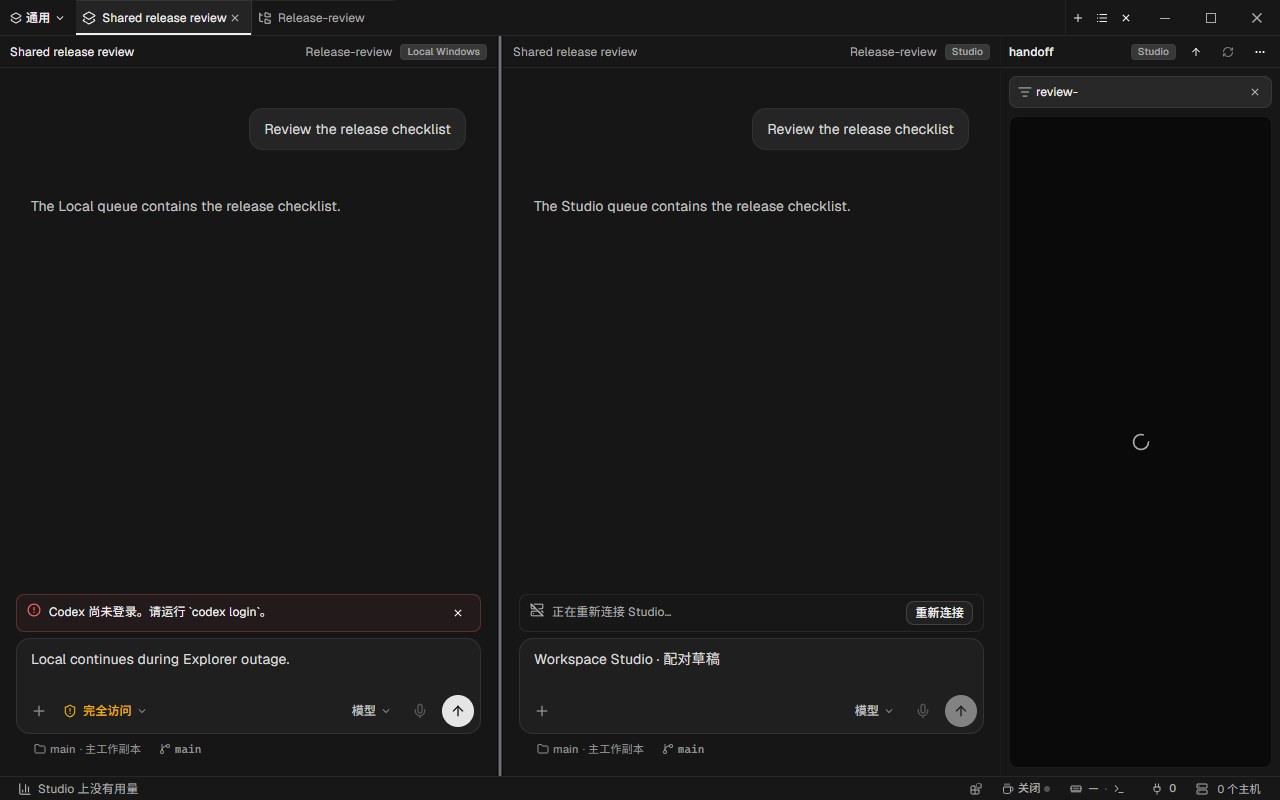 通用
Shared release review
Release-review
Shared release review
Release-review
Local Windows
Shared release review
Release-review
Studio
handoff
Studio
review-
Review the release checklist
Review the release checklist
The Local queue contains the release checklist.
The Studio queue contains the release checklist.
Codex 尚未登录。请运行 `codex login`。
正在重新连接 Studio…
重新连接
Local continues during Explorer outage.
Workspace Studio · 配对草稿
完全访问
模型
模型
main · 主工作副本
main
main · 主工作副本
main
Studio 上没有用量
关闭
0
0 个主机